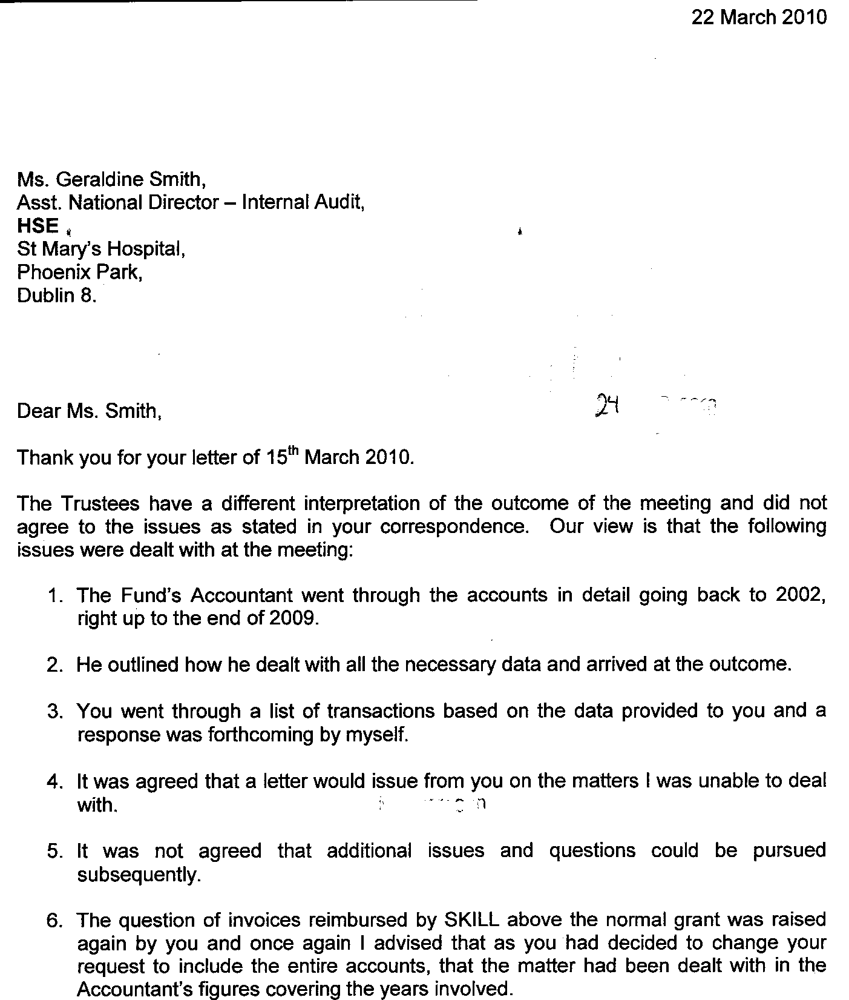 22 March 2010
Ms. Geraldine Smith,
Asst. National Director – Internal Audit,
HSE
St Mary's Hospital,
Phoenix Park,
Dublin 8.
24
Dear Ms. Smith,
Thank you for your letter of 15th March 2010.
The Trustees have a different interpretation of the outcome of the meeting and did not
agree to the issues as stated in your correspondence. Our view is that the following
issues were dealt with at the meeting:
1. The Fund's Accountant went through the accounts in detail going back to 2002,
right up to the end of 2009.
2. He outlined how he dealt with all the necessary data and arrived at the outcome.
3. You went through a list of transactions based on the data provided to you and a
response was forthcoming by myself.
4. It was agreed that a letter would issue from you on the matters I was unable to deal
with.
5. It was not agreed that additional issues and questions could be pursued
subsequently.
6. The question of invoices reimbursed by SKILL above the normal grant was raised
again by you and once again I advised that as you had decided to change your
request to include the entire accounts, that the matter had been dealt with in the
Accountant's figures covering the years involved.